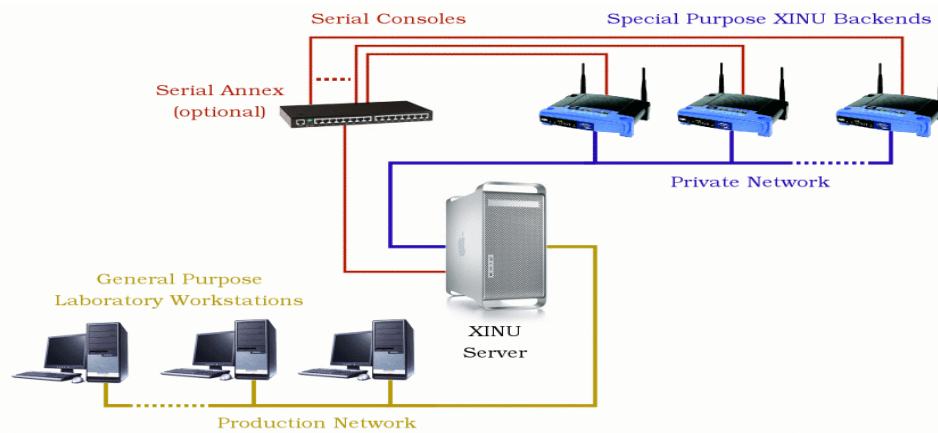 Serial Consoles
Special Purpose XINU Backends
Serial Annex
(optional)
Private Network
General Purpose
Laboratory Workstations
XINU
Server
Production Network